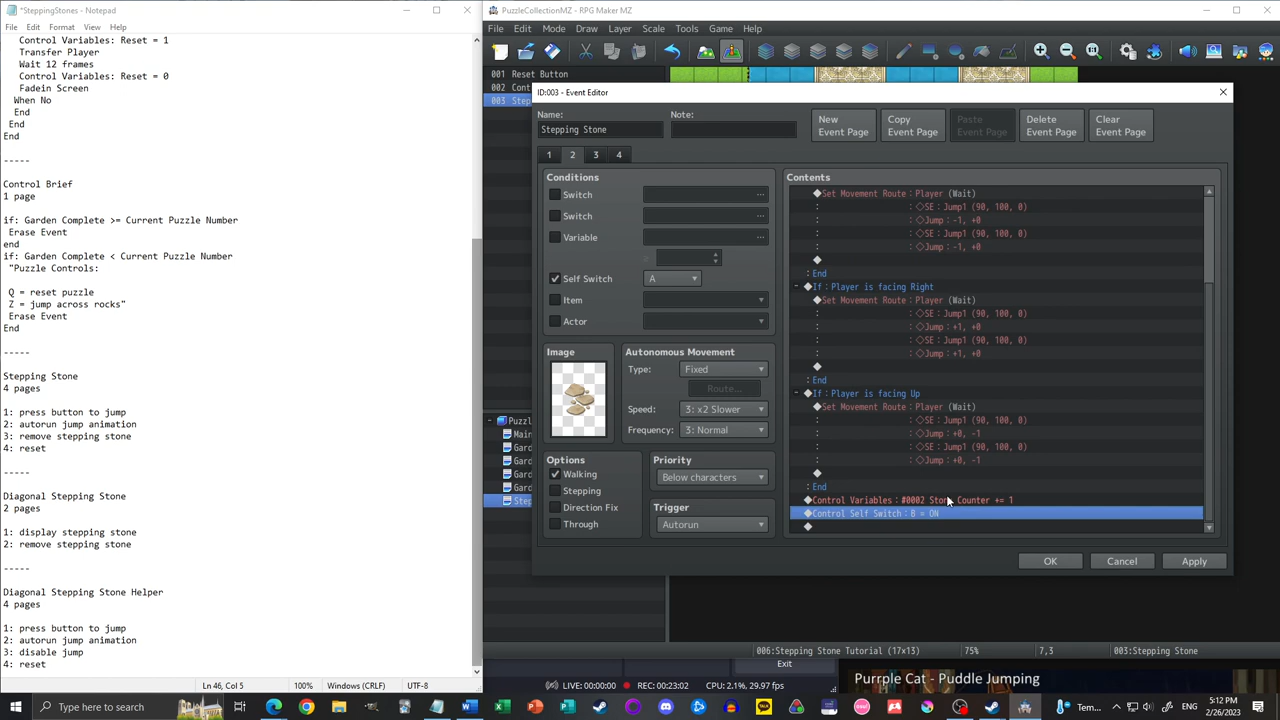 *SteppingStones - Notepad
File Edit Format View Help
Control Variables: Reset = 1
Transfer Player
Wait 12 frames
Control Variables: Reset = 0
Fadein Screen
When No
End
End
End
-----
Control Brief
1 page
if: Garden Complete >= Current Puzzle Number
Erase Event
end
if: Garden Complete < Current Puzzle Number
"Puzzle Controls:
Q = reset puzzle
Z = jump across rocks"
Erase Event
End
-----
Stepping Stone
4 pages
1: press button to jump
2: autorun jump animation
3: remove stepping stone
4: reset
-----
Diagonal Stepping Stone
2 pages
1: display stepping stone
2: remove stepping stone
-----
Diagonal Stepping Stone Helper
4 pages
1: press button to jump
2: autorun jump animation
3: disable jump
4: reset
Ln 46, Col 5 100% Windows (CRLF) UTF-8
PuzzleCollectionMZ - RPG Maker MZ
File Edit Mode Draw Layer Scale Tools Game Help
001 Reset Button
002 Cont
003 Step
ID:003 - Event Editor
Name:
Stepping Stone
Note:
New Event Page
Copy Event Page
Paste Event Page
Delete Event Page
Clear Event Page
1 2 3 4
Conditions
Switch
Switch
Variable
Self Switch A
Item
Actor
Image
Autonomous Movement
Type: Fixed
Route...
Speed: 3: x2 Slower
Frequency: 3: Normal
Options
Walking
Stepping
Direction Fix
Through
Priority
Below characters
Trigger
Autorun
Contents
◆Set Movement Route：Player (Wait)
: ◇SE：Jump1 (90, 100, 0)
: ◇Jump：-1, +0
: ◇SE：Jump1 (90, 100, 0)
: ◇Jump：-1, +0
◆
: End
- ◆If：Player is facing Right
◆Set Movement Route：Player (Wait)
: ◇SE：Jump1 (90, 100, 0)
: ◇Jump：+1, +0
: ◇SE：Jump1 (90, 100, 0)
: ◇Jump：+1, +0
◆
: End
- ◆If：Player is facing Up
◆Set Movement Route：Player (Wait)
: ◇SE：Jump1 (90, 100, 0)
: ◇Jump：+0, -1
: ◇SE：Jump1 (90, 100, 0)
: ◇Jump：+0, -1
◆
: End
◆Control Variables：#0002 Stone Counter += 1
◆Control Self Switch：B = ON
◆
OK Cancel Apply
Puzzl
Main
Gard
Gard
Gard
Gard
Step
006:Stepping Stone Tutorial (17x13) 75% 7,3 003:Stepping Stone
Exit
LIVE: 00:00:00 REC: 00:23:02 CPU: 2.1%, 29.97 fps
Purrple Cat - Puddle Jumping
Type here to search
Temp...
5:12 PM
2/26/2023